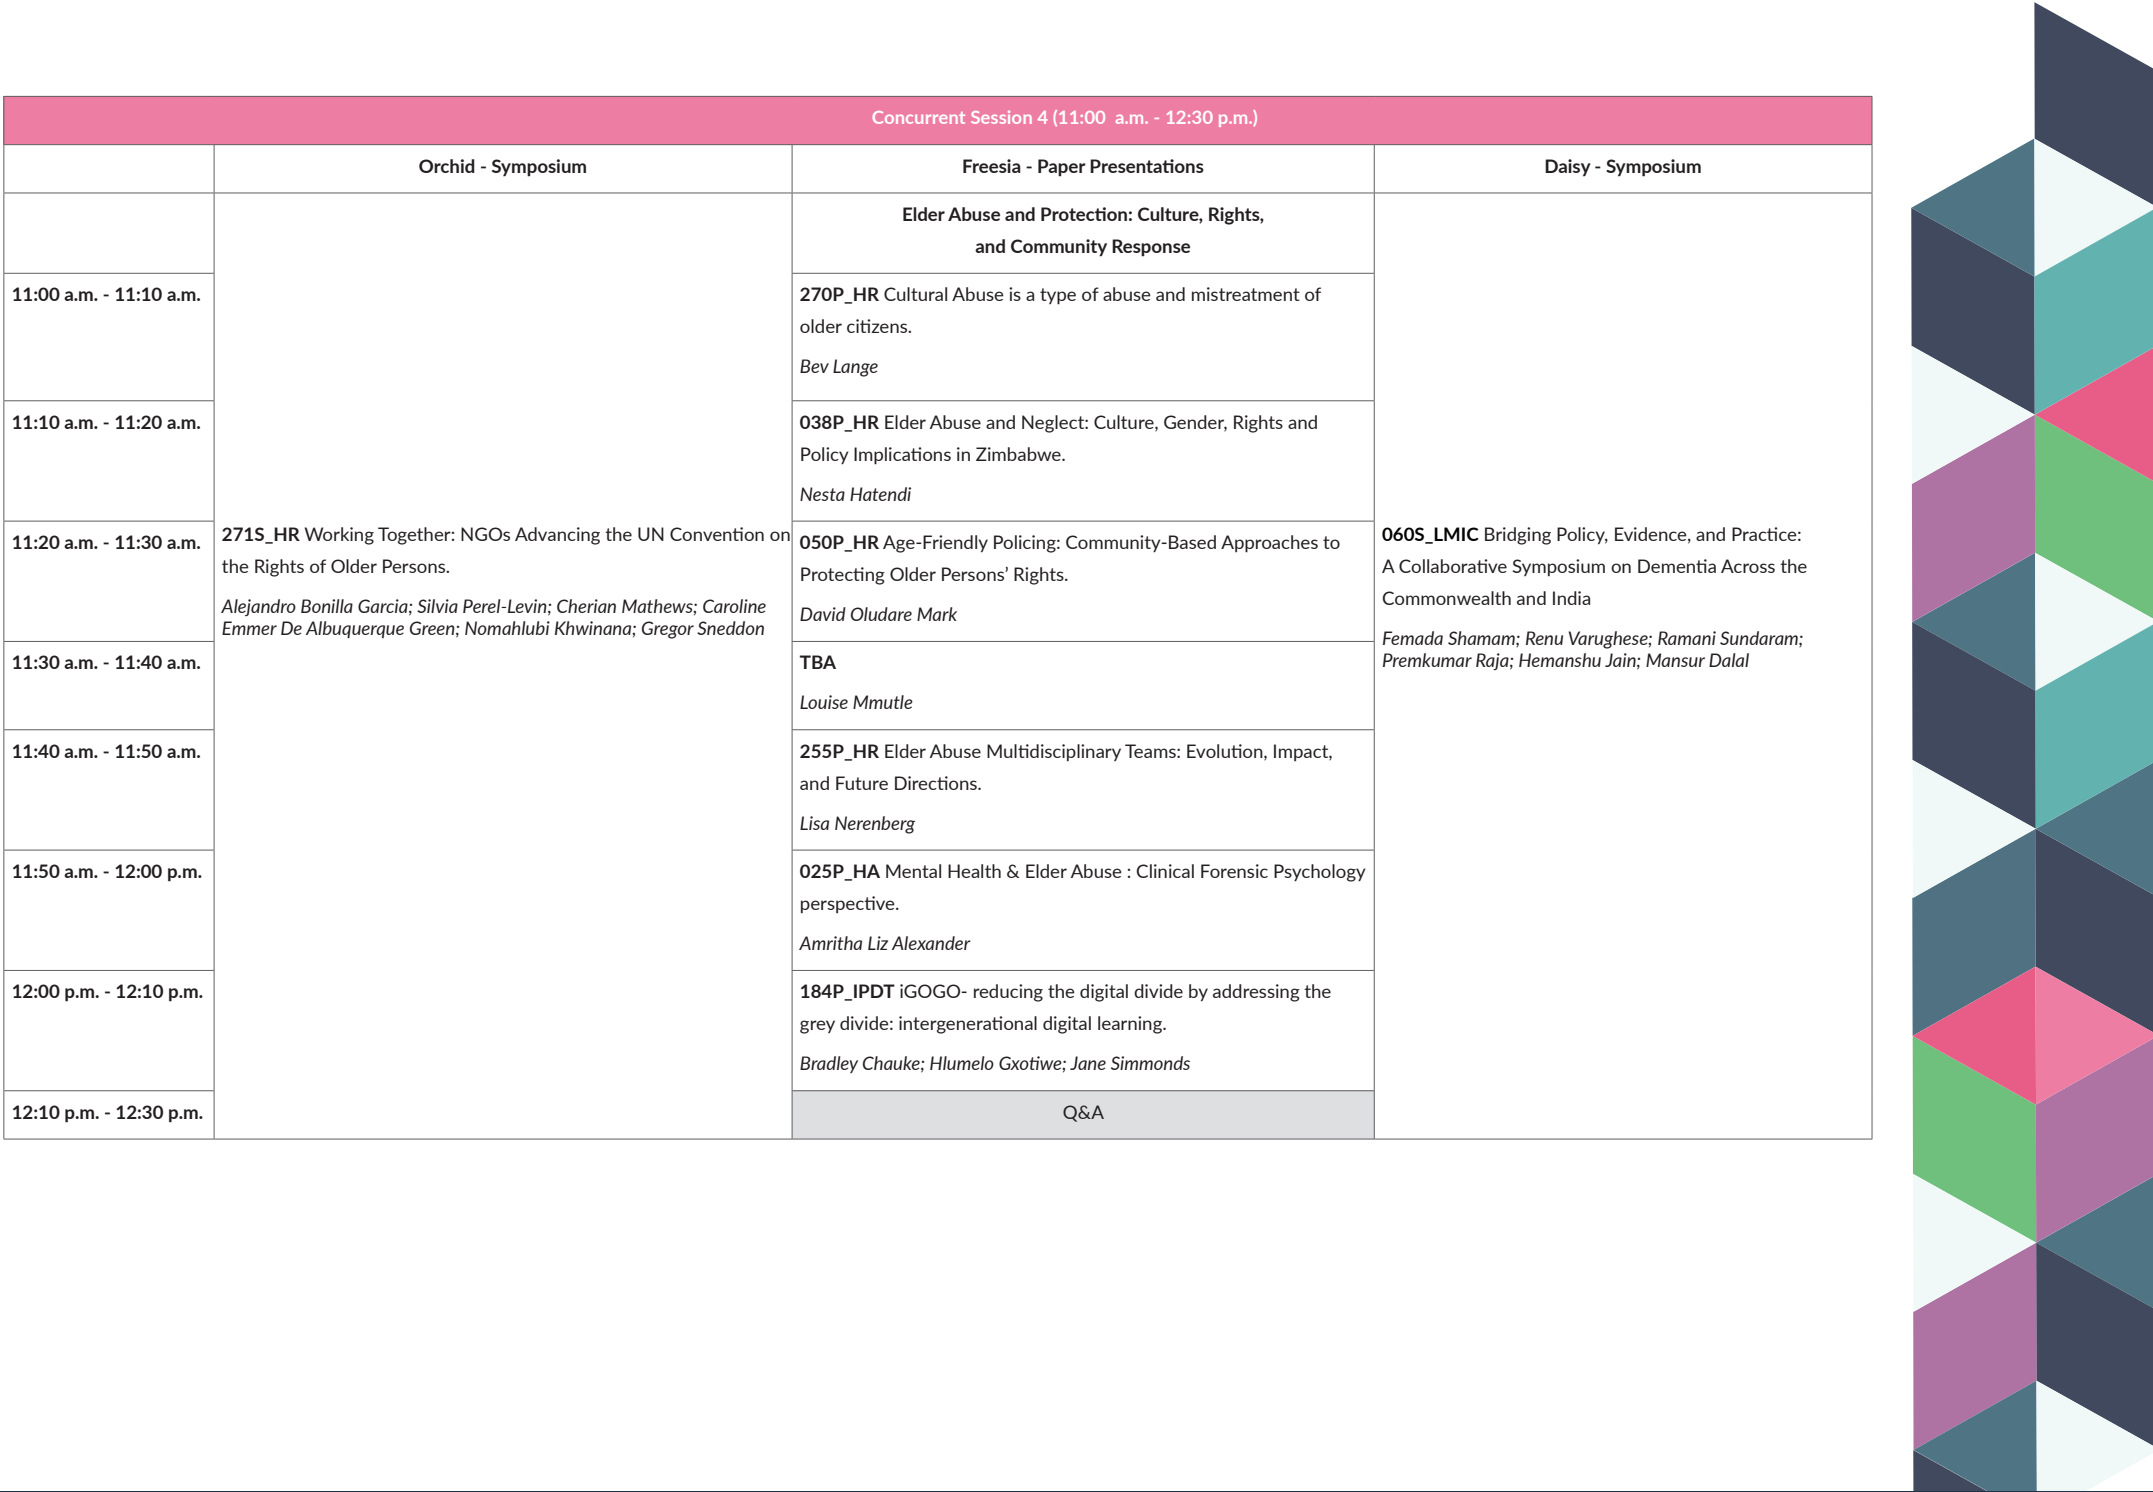 Concurrent Session 4 (11:00  a.m. - 12:30 p.m.)
Orchid - Symposium
Freesia - Paper Presentations
Daisy - Symposium
Elder Abuse and Protection: Culture, Rights,
and Community Response
11:00 a.m. - 11:10 a.m.
270P_HR Cultural Abuse is a type of abuse and mistreatment of
older citizens.
Bev Lange
11:10 a.m. - 11:20 a.m.
038P_HR Elder Abuse and Neglect: Culture, Gender, Rights and
Policy Implications in Zimbabwe.
Nesta Hatendi
271S_HR Working Together: NGOs Advancing the UN Convention on
the Rights of Older Persons.
Alejandro Bonilla Garcia; Silvia Perel-Levin; Cherian Mathews; Caroline
Emmer De Albuquerque Green; Nomahlubi Khwinana; Gregor Sneddon
11:20 a.m. - 11:30 a.m.
050P_HR Age-Friendly Policing: Community-Based Approaches to
Protecting Older Persons’ Rights.
David Oludare Mark
060S_LMIC Bridging Policy, Evidence, and Practice:
A Collaborative Symposium on Dementia Across the
Commonwealth and India
Femada Shamam; Renu Varughese; Ramani Sundaram;
Premkumar Raja; Hemanshu Jain; Mansur Dalal
11:30 a.m. - 11:40 a.m.
TBA
Louise Mmutle
11:40 a.m. - 11:50 a.m.
255P_HR Elder Abuse Multidisciplinary Teams: Evolution, Impact,
and Future Directions.
Lisa Nerenberg
11:50 a.m. - 12:00 p.m.
025P_HA Mental Health & Elder Abuse : Clinical Forensic Psychology
perspective.
Amritha Liz Alexander
12:00 p.m. - 12:10 p.m.
184P_IPDT iGOGO- reducing the digital divide by addressing the
grey divide: intergenerational digital learning.
Bradley Chauke; Hlumelo Gxotiwe; Jane Simmonds
12:10 p.m. - 12:30 p.m.
Q&A